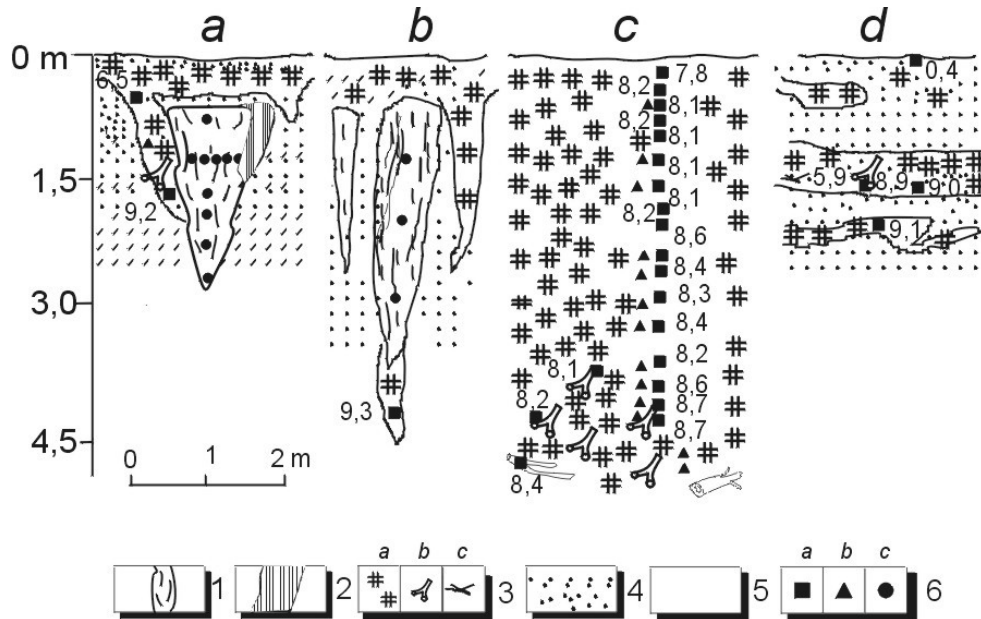 a b c d
0 m
6,5 7,8 0,4
8,2
8,1
8,2
8,1
8,1
1,5 5,9 8,9 9,0
8,1
9,2 8,2
8,6 9,1
8,4
3,0 8,3
8,4
8,2
8,1 8,6
8,2 8,7
9,3
4,5 8,7
0 1 2 m
8,4
a b c a b c
1 2 3 4 5 6